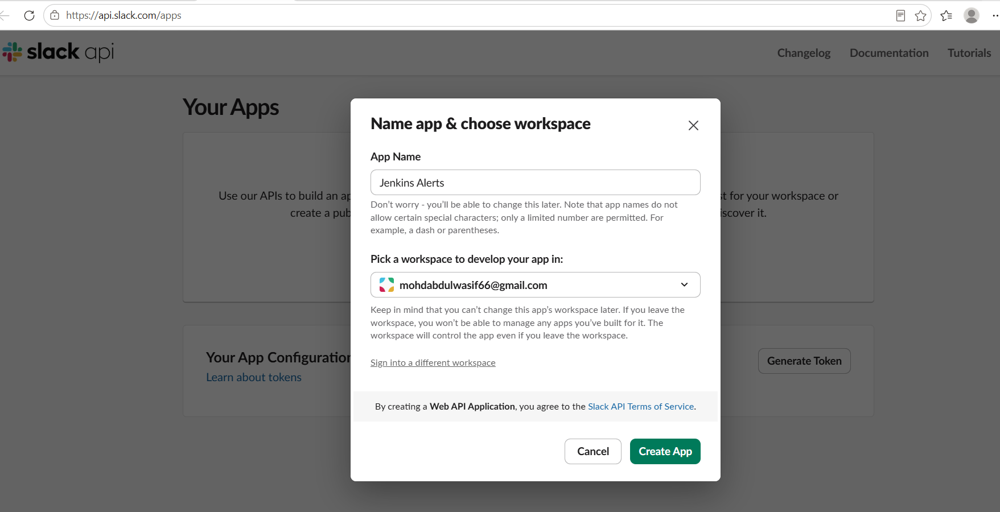 https://api.slack.com/apps
slack api
Changelog Documentation Tutorials
Your Apps
Use our APIs to build an
create a
for your workspace or
it.
Name app & choose workspace
App Name
Jenkins Alerts
Don't worry - you'll be able to change this later. Note that app names do not
allow certain special characters; only a limited number are permitted. For
example, a dash or parentheses.
Pick a workspace to develop your app in:
mohdabdulwasif66@gmail.com
Keep in mind that you can't change this app's workspace later. If you leave the
workspace, you won't be able to manage any apps you've built for it. The
workspace will control the app even if you leave the workspace.
Sign into a different workspace
By creating a Web API Application, you agree to the Slack API Terms of Service.
Cancel Create App
Your App Configuration
Learn about tokens
Generate Token